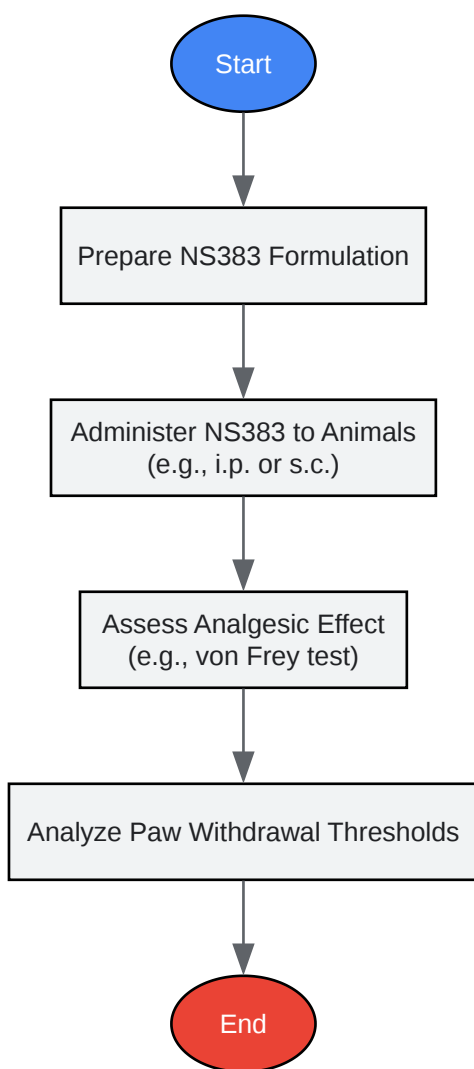 Start
Prepare NS383 Formulation
Administer NS383 to Animals
(e.g., i.p. or s.c.)
Assess Analgesic Effect
(e.g., von Frey test)
Analyze Paw Withdrawal Thresholds
End